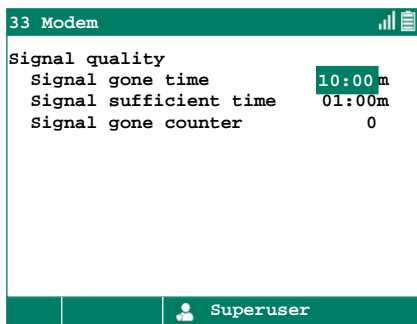 33 Modem
Signal quality
Signal gone time 10:00m
Signal sufficient time 01:00m
Signal gone counter 0
Superuser